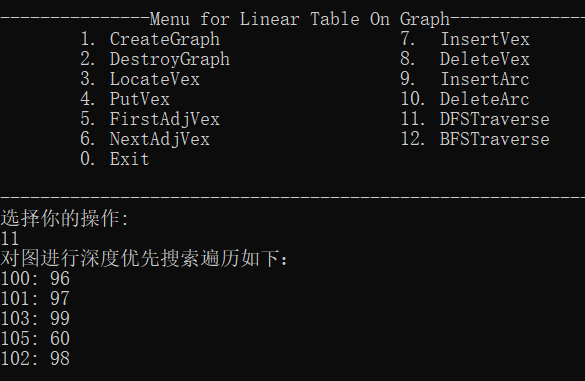 ---------------Menu for Linear Table On Graph--------------
1. CreateGraph 7. InsertVex
2. DestroyGraph 8. DeleteVex
3. LocateVex 9. InsertArc
4. PutVex 10. DeleteArc
5. FirstAdjVex 11. DFSTraverse
6. NextAdjVex 12. BFSTraverse
0. Exit
-----------------------------------------------------------
选择你的操作:
11
对图进行深度优先搜索遍历如下：
100: 96
101: 97
103: 99
105: 60
102: 98